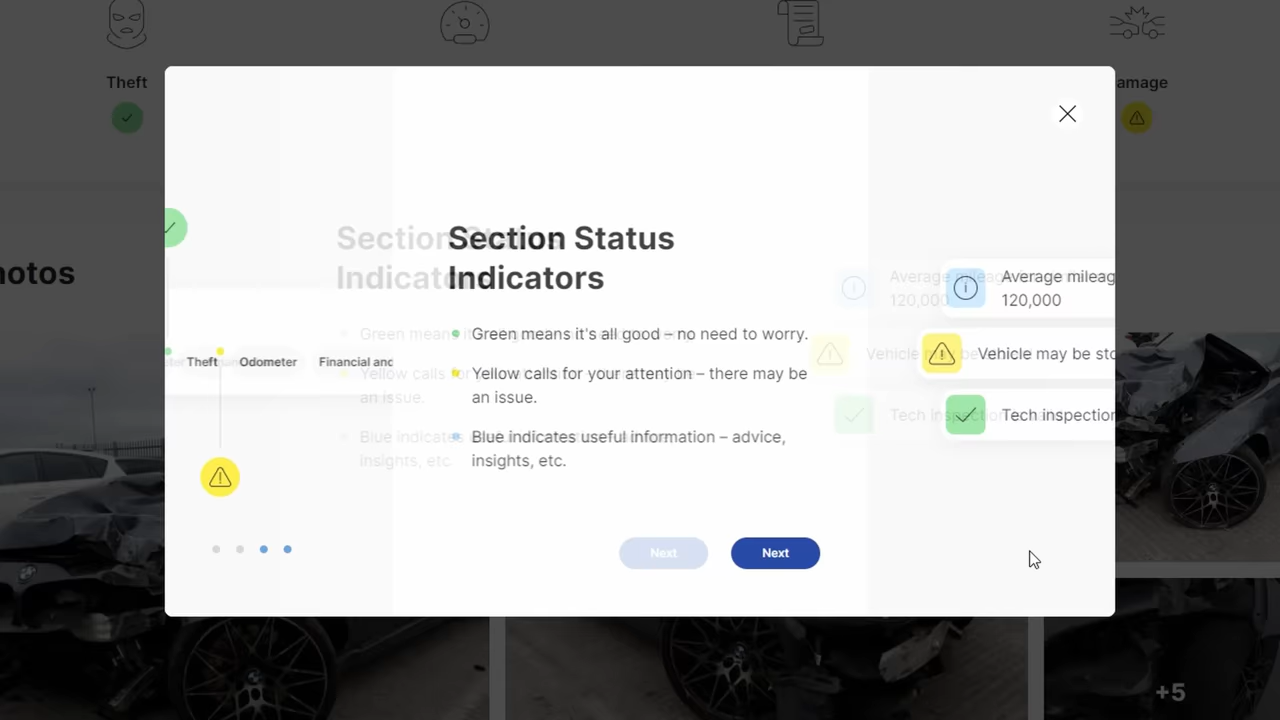 Theft
amage
hotos
Section Status
Indicators
Green means it's all good – no need to worry.
Yellow calls for your attention – there may be
an issue.
Blue indicates useful information – advice,
insights, etc.
Theft
Odometer
Financial and
Average mileag
120,000
Vehicle may be sto
Tech inspection
Next
Next
+5